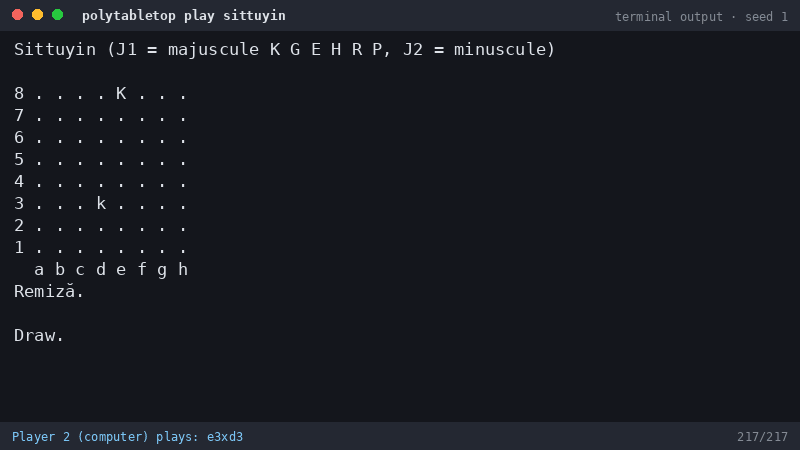 polytabletop play sittuyin
terminal output · seed 1
Sittuyin (J1 = majuscule K G E H R P, J2 = minuscule)
8 . . . . K . . .
7 . . . . . . . .
6 . . . . . . . .
5 . . . . . . . .
4 . . . . . . . .
3 . . . k . . . .
2 . . . . . . . .
1 . . . . . . . .
a b c d e f g h
Remiză.
Draw.
Player 2 (computer) plays: e3xd3
217/217